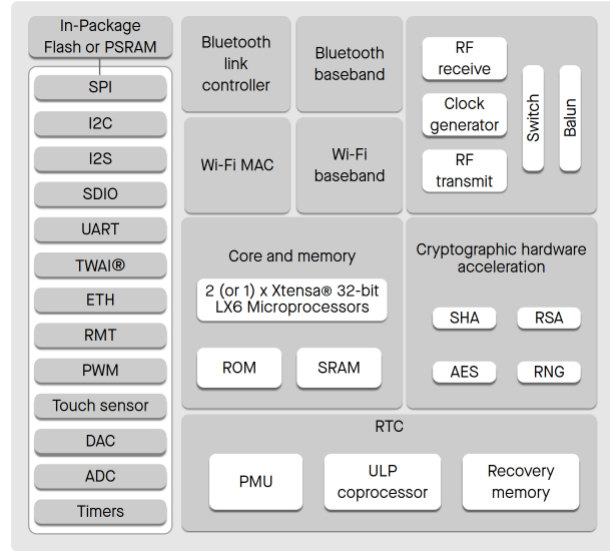 In-Package
Flash or PSRAM
SPI
I2C
I2S
SDIO
UART
TWAI®
ETH
RMT
PWM
Touch sensor
DAC
ADC
Timers
Bluetooth
link
controller
Bluetooth
baseband
Wi-Fi MAC
Wi-Fi
baseband
RF
receive
Clock
generator
RF
transmit
Switch
Balun
Core and memory
2 (or 1) x Xtensa® 32-bit
LX6 Microprocessors
ROM
SRAM
Cryptographic hardware
acceleration
SHA
RSA
AES
RNG
RTC
PMU
ULP
coprocessor
Recovery
memory